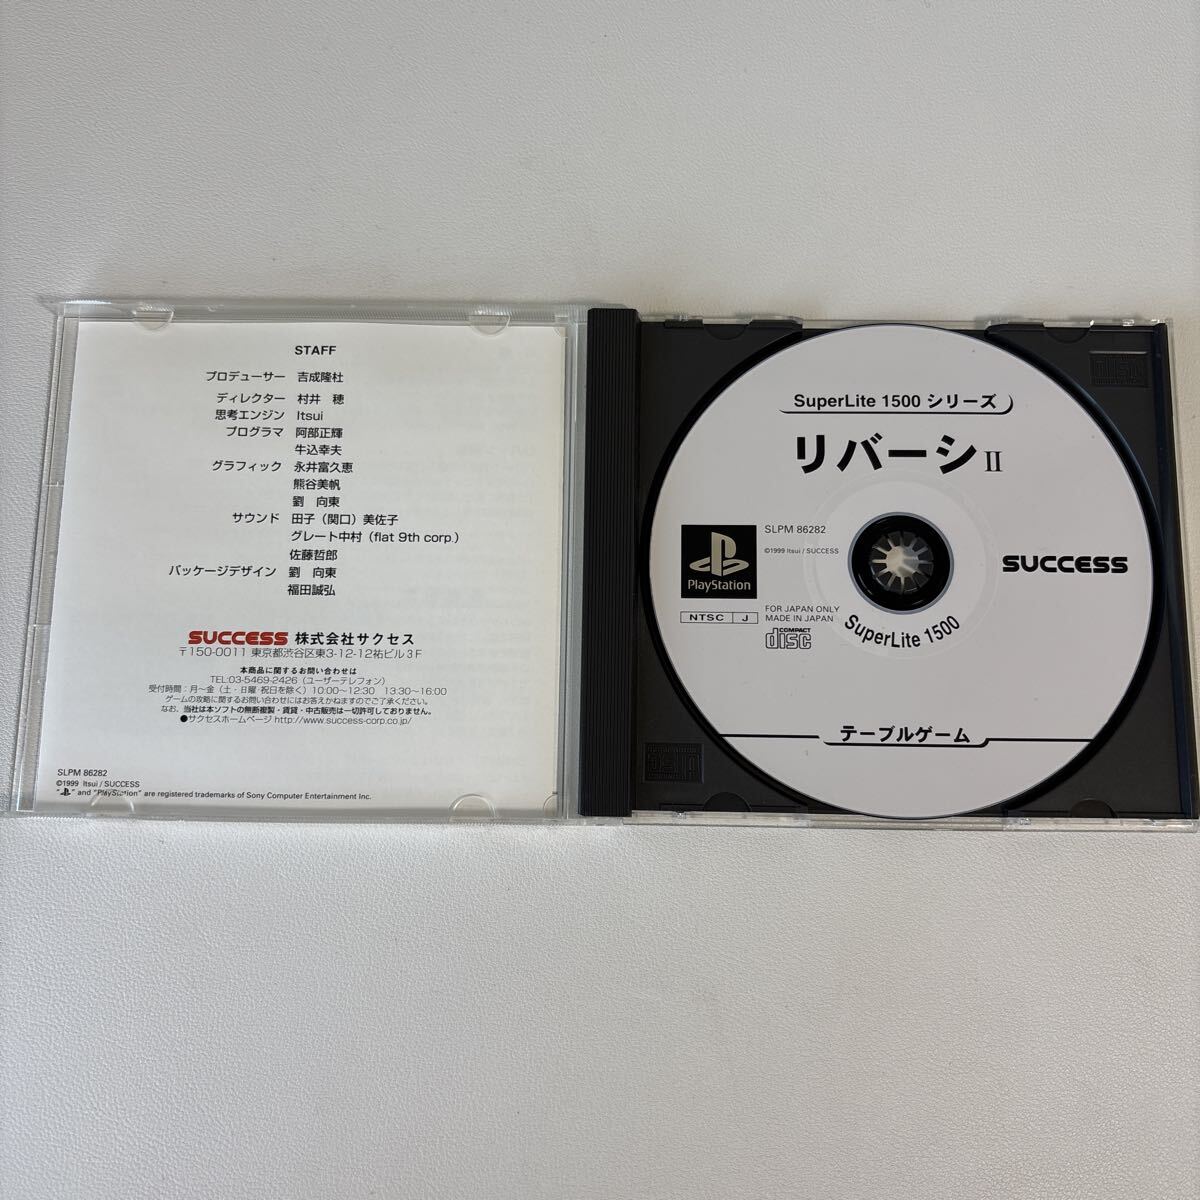 STAFF
プロデューサー 吉成隆杜
ディレクター 村井 穂
思考エンジン Itsui
プログラマ 阿部正輝
牛込幸夫
グラフィック 永井富久恵
熊谷美帆
劉 向東
サウンド 田子（関口）美佐子
グレート中村（flat 9th corp.）
佐藤哲郎
パッケージデザイン 劉 向東
福田誠弘
SUCCESS 株式会社サクセス
〒150-0011 東京都渋谷区東3-12-12祐ビル3F
本商品に関するお問い合わせは
TEL:03-5469-2426（ユーザーテレフォン）
受付時間：月〜金（土・日曜・祝日を除く）10:00〜12:30 13:30〜16:00
ゲームの攻略に関するお問い合わせにはお答えかねますのでご了承ください。
なお、当社は本ソフトの無断複製・賃貸・中古販売は一切許可しておりません。
●サクセスホームページ http://www.success-corp.co.jp/
SLPM 86282
©1999 Itsui / SUCCESS
"PS" and "PlayStation" are registered trademarks of Sony Computer Entertainment Inc.
SuperLite 1500 シリーズ
リバーシII
SLPM 86282
©1999 Itsui / SUCCESS
PlayStation
NTSC J
FOR JAPAN ONLY
MADE IN JAPAN
COMPACT
disc
SUCCESS
SuperLite 1500
テーブルゲーム
COMPACT
disc
disc